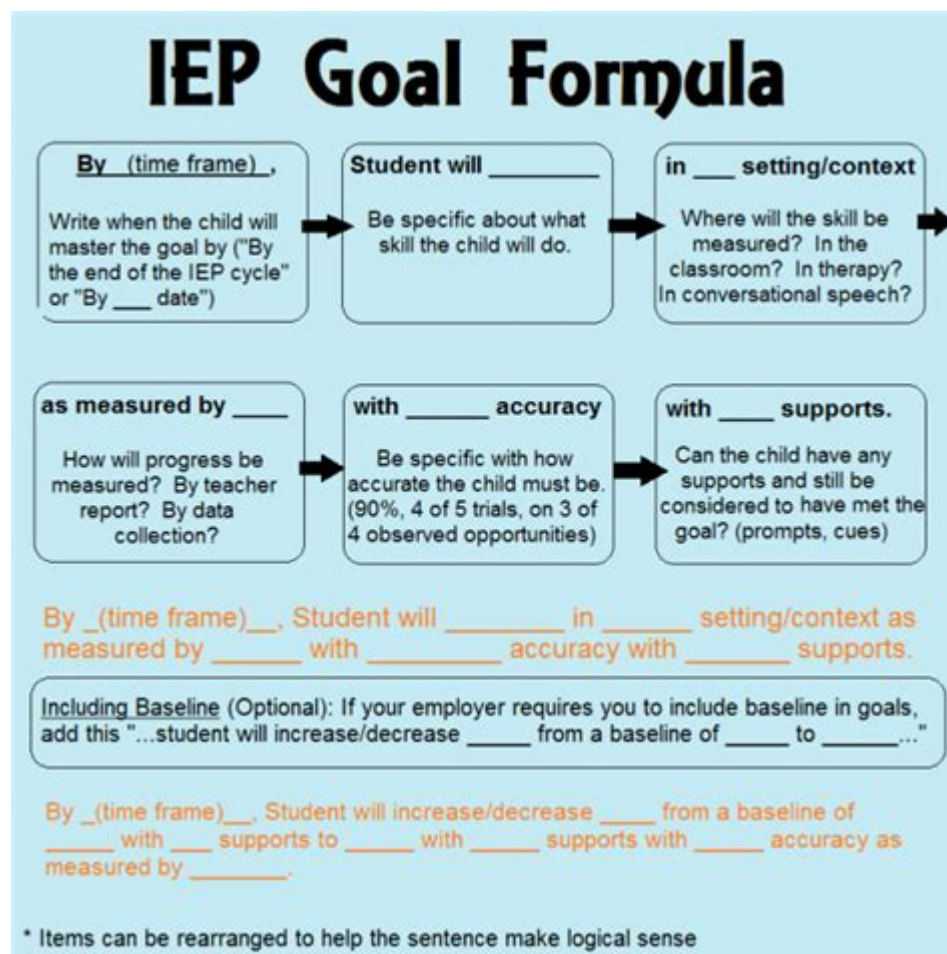 IEP Goal Formula
By (time frame) ,
Write when the child will
master the goal by ("By
the end of the IEP cycle"
or "By ___ date")
Student will ________
Be specific about what
skill the child will do.
in ___ setting/context
Where will the skill be
measured? In the
classroom? In therapy?
In conversational speech?
as measured by ____
How will progress be
measured? By teacher
report? By data
collection?
with ______ accuracy
Be specific with how
accurate the child must be.
(90%, 4 of 5 trials, on 3 of
4 observed opportunities)
with ____ supports.
Can the child have any
supports and still be
considered to have met the
goal? (prompts, cues)
By _(time frame)__, Student will ________ in ______ setting/context as
measured by ______ with _________ accuracy with _______ supports.
Including Baseline (Optional): If your employer requires you to include baseline in goals,
add this "...student will increase/decrease _____ from a baseline of _____ to ______..."
By _(time frame)__, Student will increase/decrease ____ from a baseline of
_____ with ___ supports to _____ with _____ supports with _____ accuracy as
measured by _______.
* Items can be rearranged to help the sentence make logical sense